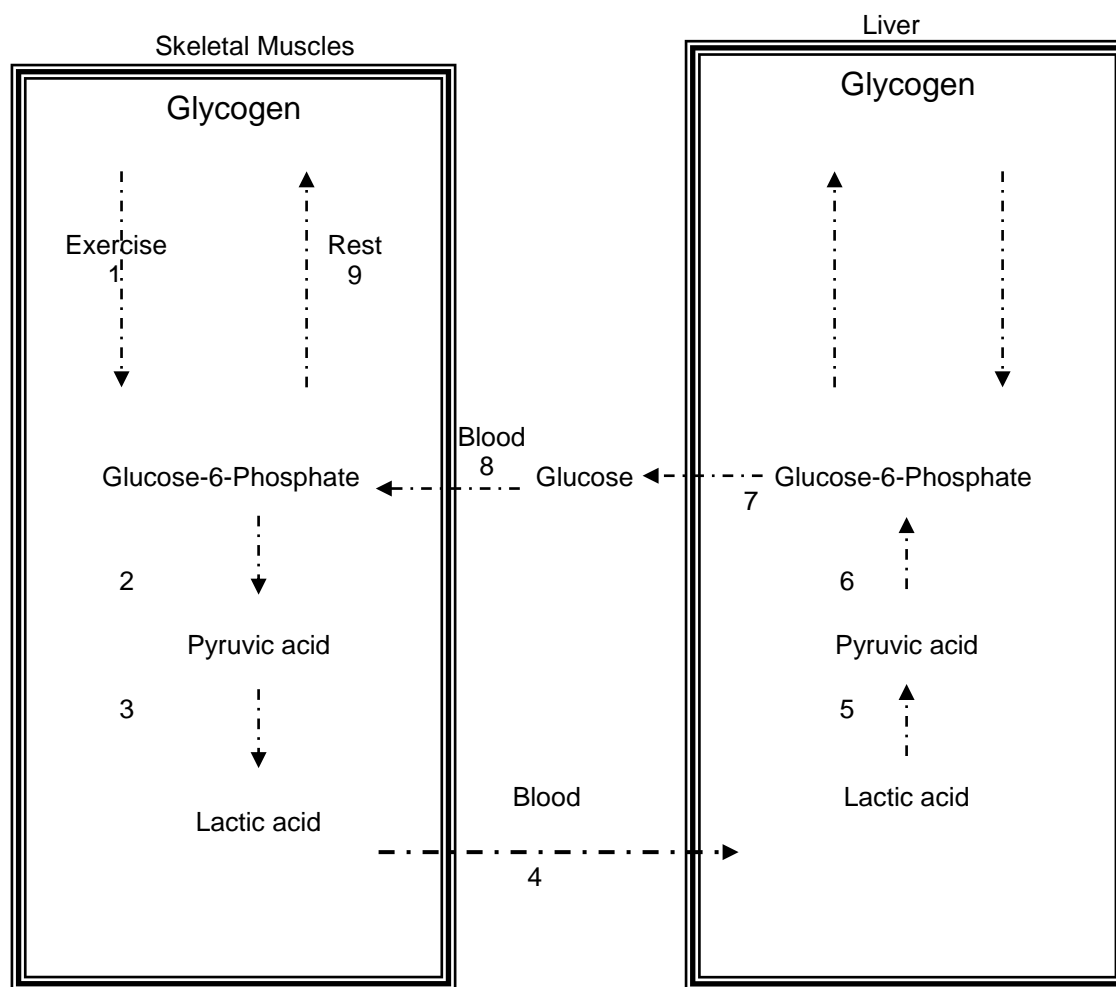 Skeletal Muscles
Liver
Glycogen
Glycogen
Exercise
1
Rest
9
Blood
8
Glucose-6-Phosphate
Glucose
7
Glucose-6-Phosphate
2
6
Pyruvic acid
Pyruvic acid
3
5
Lactic acid
Blood
4
Lactic acid